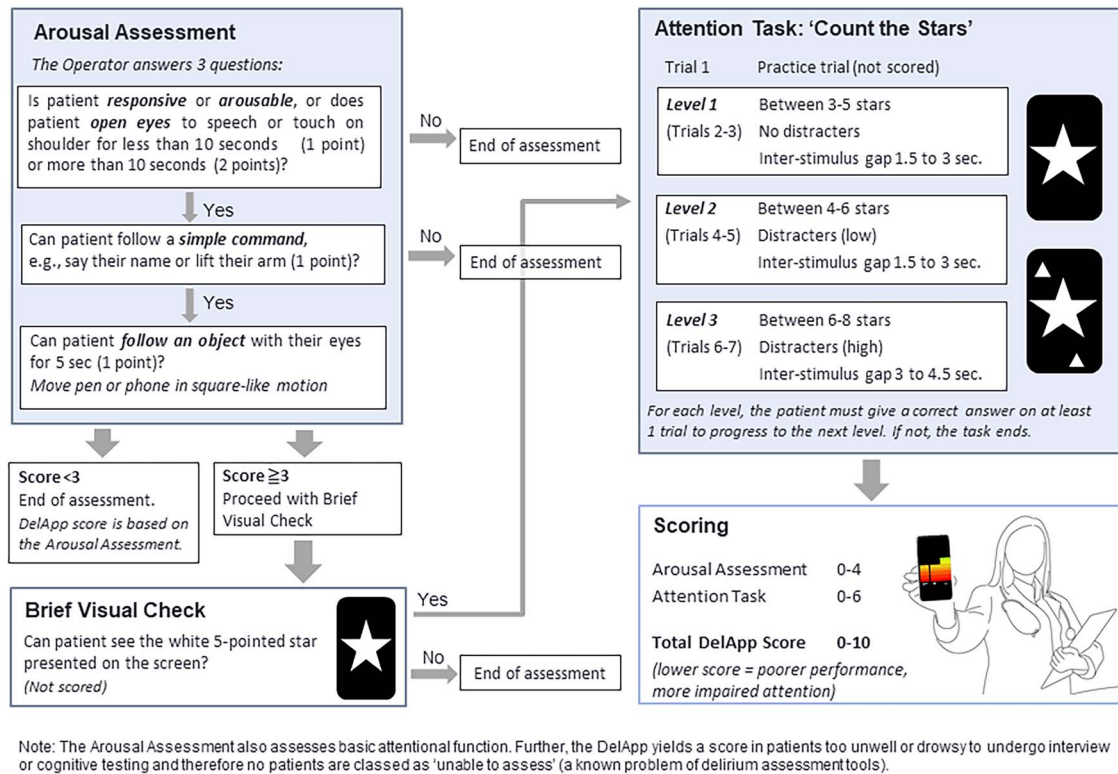 Arousal Assessment
The Operator answers 3 questions:
Is patient responsive or arousable, or does
patient open eyes to speech or touch on
shoulder for less than 10 seconds (1 point)
or more than 10 seconds (2 points)?
No
End of assessment
Yes
Can patient follow a simple command,
e.g., say their name or lift their arm (1 point)?
No
End of assessment
Yes
Can patient follow an object with their eyes
for 5 sec (1 point)?
Move pen or phone in square-like motion
Score <3
End of assessment.
DelApp score is based on
the Arousal Assessment.
Score ≧3
Proceed with Brief
Visual Check
Brief Visual Check
Can patient see the white 5-pointed star
presented on the screen?
(Not scored)
Yes
No
End of assessment
Attention Task: ‘Count the Stars’
Trial 1 Practice trial (not scored)
Level 1 Between 3-5 stars
(Trials 2-3) No distracters
Inter-stimulus gap 1.5 to 3 sec.
Level 2 Between 4-6 stars
(Trials 4-5) Distracters (low)
Inter-stimulus gap 1.5 to 3 sec.
Level 3 Between 6-8 stars
(Trials 6-7) Distracters (high)
Inter-stimulus gap 3 to 4.5 sec.
For each level, the patient must give a correct answer on at least
1 trial to progress to the next level. If not, the task ends.
Scoring
Arousal Assessment 0-4
Attention Task 0-6
Total DelApp Score 0-10
(lower score = poorer performance,
more impaired attention)
Note: The Arousal Assessment also assesses basic attentional function. Further, the DelApp yields a score in patients too unwell or drowsy to undergo interview
or cognitive testing and therefore no patients are classed as ‘unable to assess’ (a known problem of delirium assessment tools).